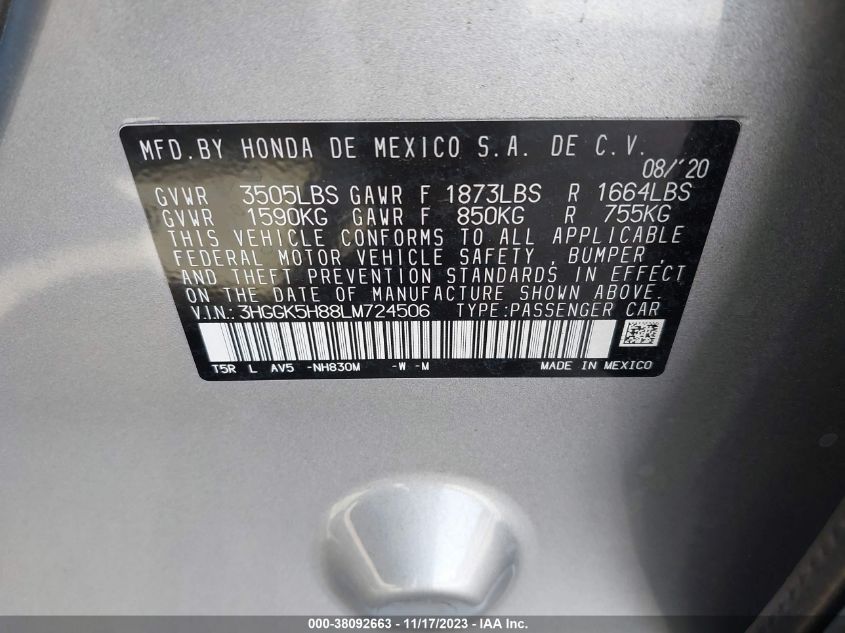 MFD.BY HONDA DE MEXICO S.A. DE C.V.
08/'20
GVWR 3505LBS GAWR F 1873LBS R 1664LBS
GVWR 1590KG GAWR F 850KG R 755KG
THIS VEHICLE CONFORMS TO ALL APPLICABLE
FEDERAL MOTOR VEHICLE SAFETY, BUMPER,
AND THEFT PREVENTION STANDARDS IN EFFECT
ON THE DATE OF MANUFACTURE SHOWN ABOVE.
V.I.N.: 3HGGK5H88LM724506 TYPE:PASSENGER CAR
T5R L AV5 -NH830M -W -M MADE IN MEXICO
000-38092663 - 11/17/2023 - IAA Inc.